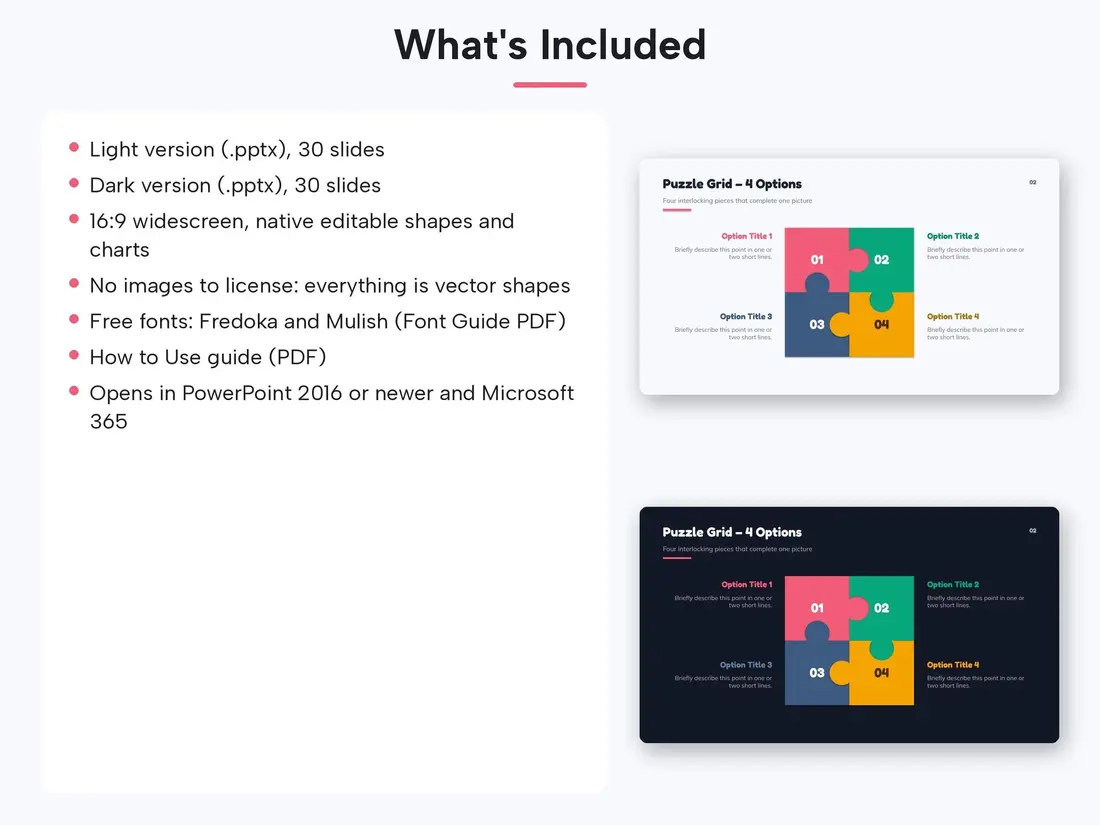 What's Included
Light version (.pptx), 30 slides
Dark version (.pptx), 30 slides
16:9 widescreen, native editable shapes and
charts
No images to license: everything is vector shapes
Free fonts: Fredoka and Mulish (Font Guide PDF)
How to Use guide (PDF)
Opens in PowerPoint 2016 or newer and Microsoft
365
Puzzle Grid – 4 Options
02
Four interlocking pieces that complete one picture
Option Title 1
Briefly describe this point in one or
two short lines.
01
02
Option Title 2
Briefly describe this point in one or
two short lines.
Option Title 3
Briefly describe this point in one or
two short lines.
03
04
Option Title 4
Briefly describe this point in one or
two short lines.
Puzzle Grid – 4 Options
02
Four interlocking pieces that complete one picture
Option Title 1
Briefly describe this point in one or
two short lines.
01
02
Option Title 2
Briefly describe this point in one or
two short lines.
Option Title 3
Briefly describe this point in one or
two short lines.
03
04
Option Title 4
Briefly describe this point in one or
two short lines.